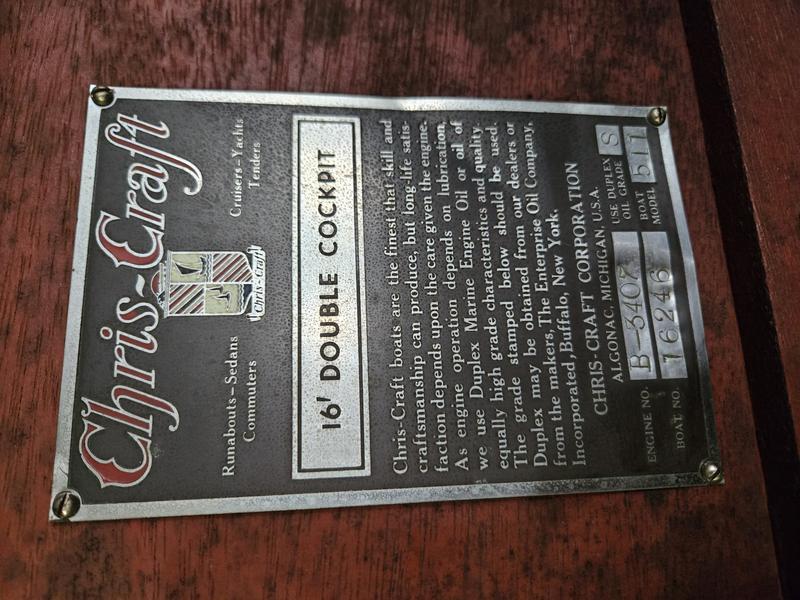 Chris-Craft
Runabouts-Sedans
Commuters
Chris-Craft
Cruisers-Yachts
Tenders
16' DOUBLE COCKPIT
Chris-Craft boats are the finest that skill and
craftsmanship can produce, but long life satis-
faction depends upon the care given the engine.
As engine operation depends on lubrication,
we use Duplex Marine Engine Oil or oil of
equally high grade characteristics and quality
The grade stamped below should be used.
Duplex may be obtained from our dealers or
from the makers, The Enterprise Oil Company,
Incorporated, Buffalo, New York.
CHRIS-CRAFT CORPORATION
ALGONAC, MICHIGAN, U.S.A.
USE DUPLEX
OIL GRADE S
ENGINE NO. B-3407
BOAT NO. 16246
BOAT
MODEL 511